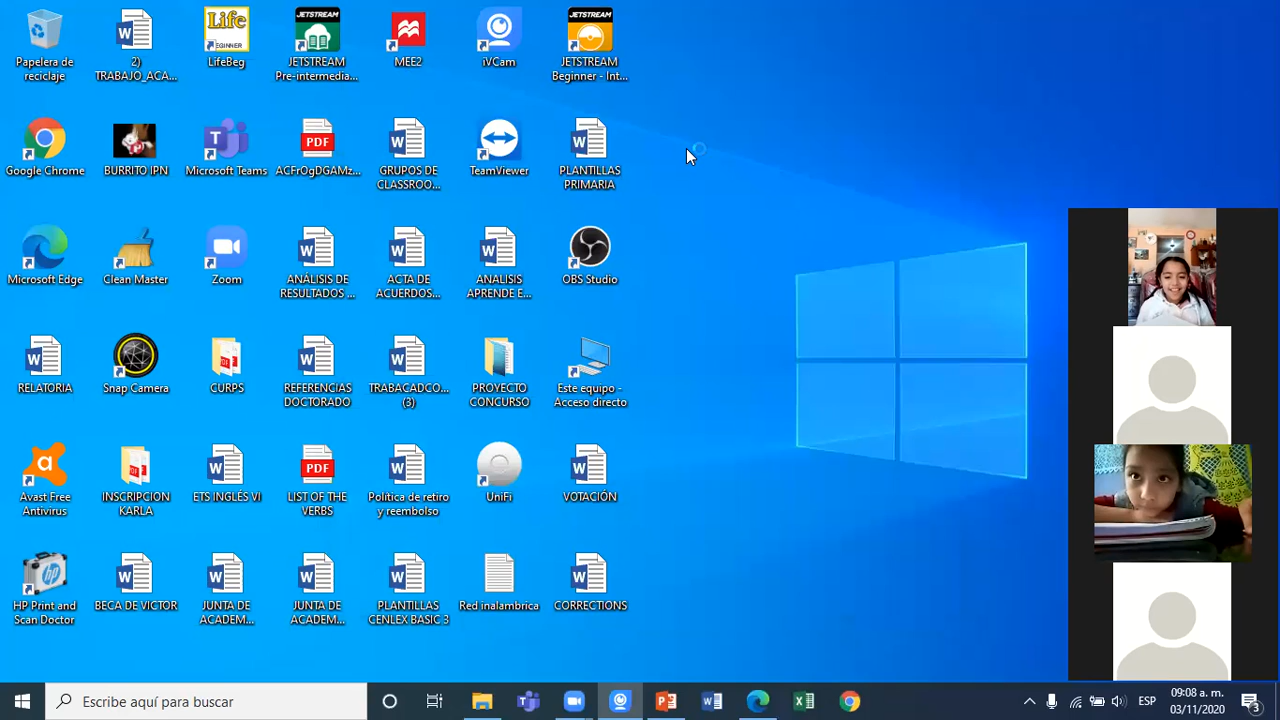 Life
BEGINNER
JETSTREAM
JETSTREAM
Papelera de
reciclaje
2)
TRABAJO_ACA...
LifeBeg
JETSTREAM
Pre-intermedia...
MEE2
iVCam
JETSTREAM
Beginner - Int...
PDF
Google Chrome
BURRITO IPN
Microsoft Teams
ACFrOgDGAMz...
GRUPOS DE
CLASSROO...
TeamViewer
PLANTILLAS
PRIMARIA
Microsoft Edge
Clean Master
Zoom
ANÁLISIS DE
RESULTADOS ...
ACTA DE
ACUERDOS...
ANALISIS
APRENDE E...
OBS Studio
RELATORIA
Snap Camera
CURPS
REFERENCIAS
DOCTORADO
TRABACADCO...
(3)
PROYECTO
CONCURSO
Este equipo -
Acceso directo
PDF
Avast Free
Antivirus
INSCRIPCION
KARLA
ETS INGLÉS VI
LIST OF THE
VERBS
Política de retiro
y reembolso
UniFi
VOTACIÓN
HP Print and
Scan Doctor
BECA DE VICTOR
JUNTA DE
ACADEM...
JUNTA DE
ACADEM...
PLANTILLAS
CENLEX BASIC 3
Red inalambrica
CORRECTIONS
Escribe aquí para buscar
ESP
09:08 a. m.
03/11/2020
3